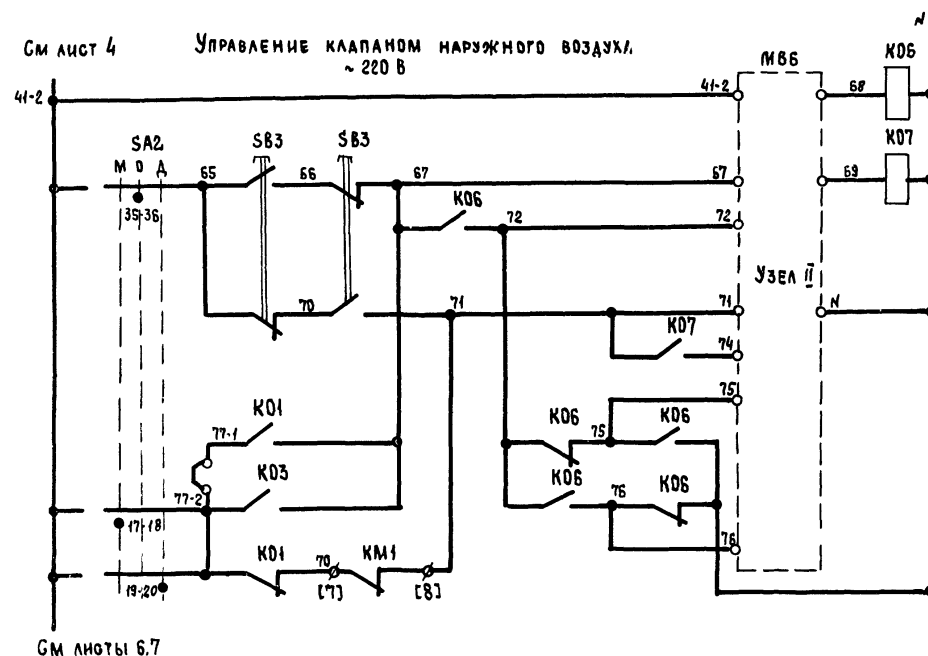 N
См лист 4 Управление клапаном наружного воздуха
~ 220 В
МВ6 К06
41-2 41-2 68
К07
SA2 SB3 SB3
М О Д
65 66 67 67 69
35-36 К06 72 72
Узел II
70 71 71 N
К07 74
К01 75
77-1 К06 75 К06
К03 К06 76 К06
77-2
17-18 76
К01 70 КМ1
19-20 [7] [8]
См листы 6,7